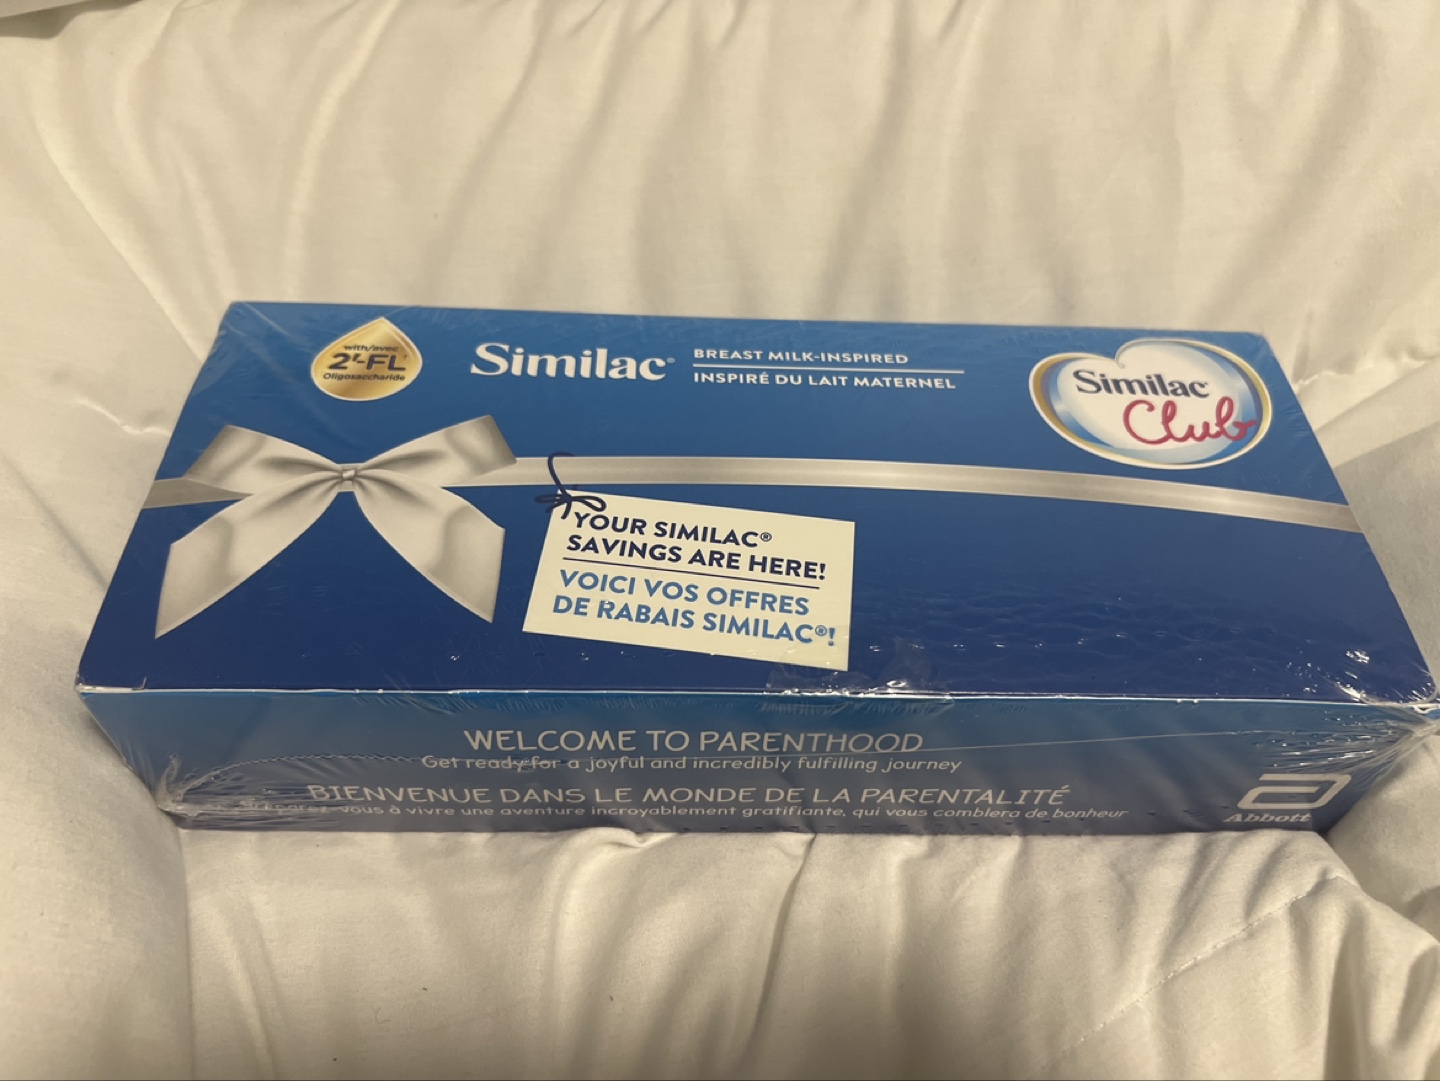 with/avec
2'-FL†
Oligosaccharide
Similac®
BREAST MILK-INSPIRED
INSPIRÉ DU LAIT MATERNEL
Similac
Club
YOUR SIMILAC®
SAVINGS ARE HERE!
VOICI VOS OFFRES
DE RABAIS SIMILAC®!
WELCOME TO PARENTHOOD
Get ready for a joyful and incredibly fulfilling journey
BIENVENUE DANS LE MONDE DE LA PARENTALITÉ
vous à vivre une aventure incroyablement gratifiante, qui vous comblera de bonheur
Abbott